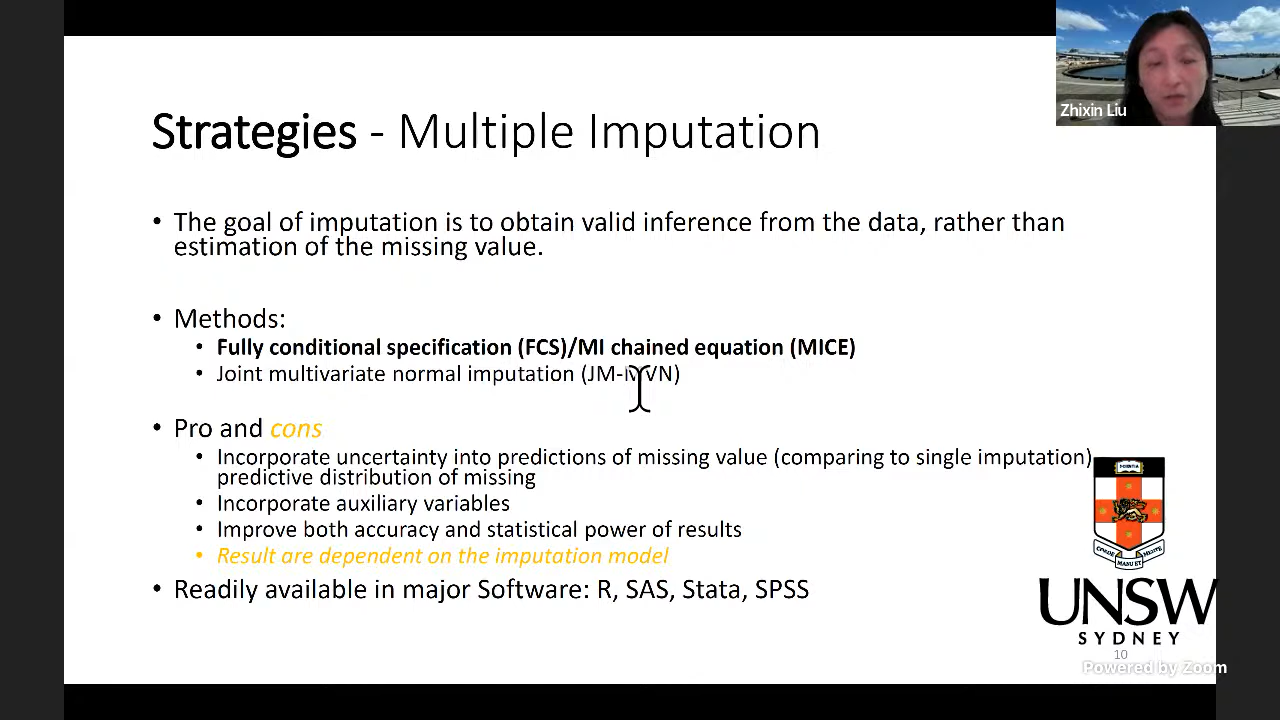 Zhixin Liu
Strategies - Multiple Imputation
• The goal of imputation is to obtain valid inference from the data, rather than
estimation of the missing value.
• Methods:
• Fully conditional specification (FCS)/MI chained equation (MICE)
• Joint multivariate normal imputation (JM-MVN)
• Pro and cons
• Incorporate uncertainty into predictions of missing value (comparing to single imputation)
predictive distribution of missing
• Incorporate auxiliary variables
• Improve both accuracy and statistical power of results
• Result are dependent on the imputation model
• Readily available in major Software: R, SAS, Stata, SPSS
SCIENTIA
MANU ET
UNSW
SYDNEY
10
Powered by Zoom